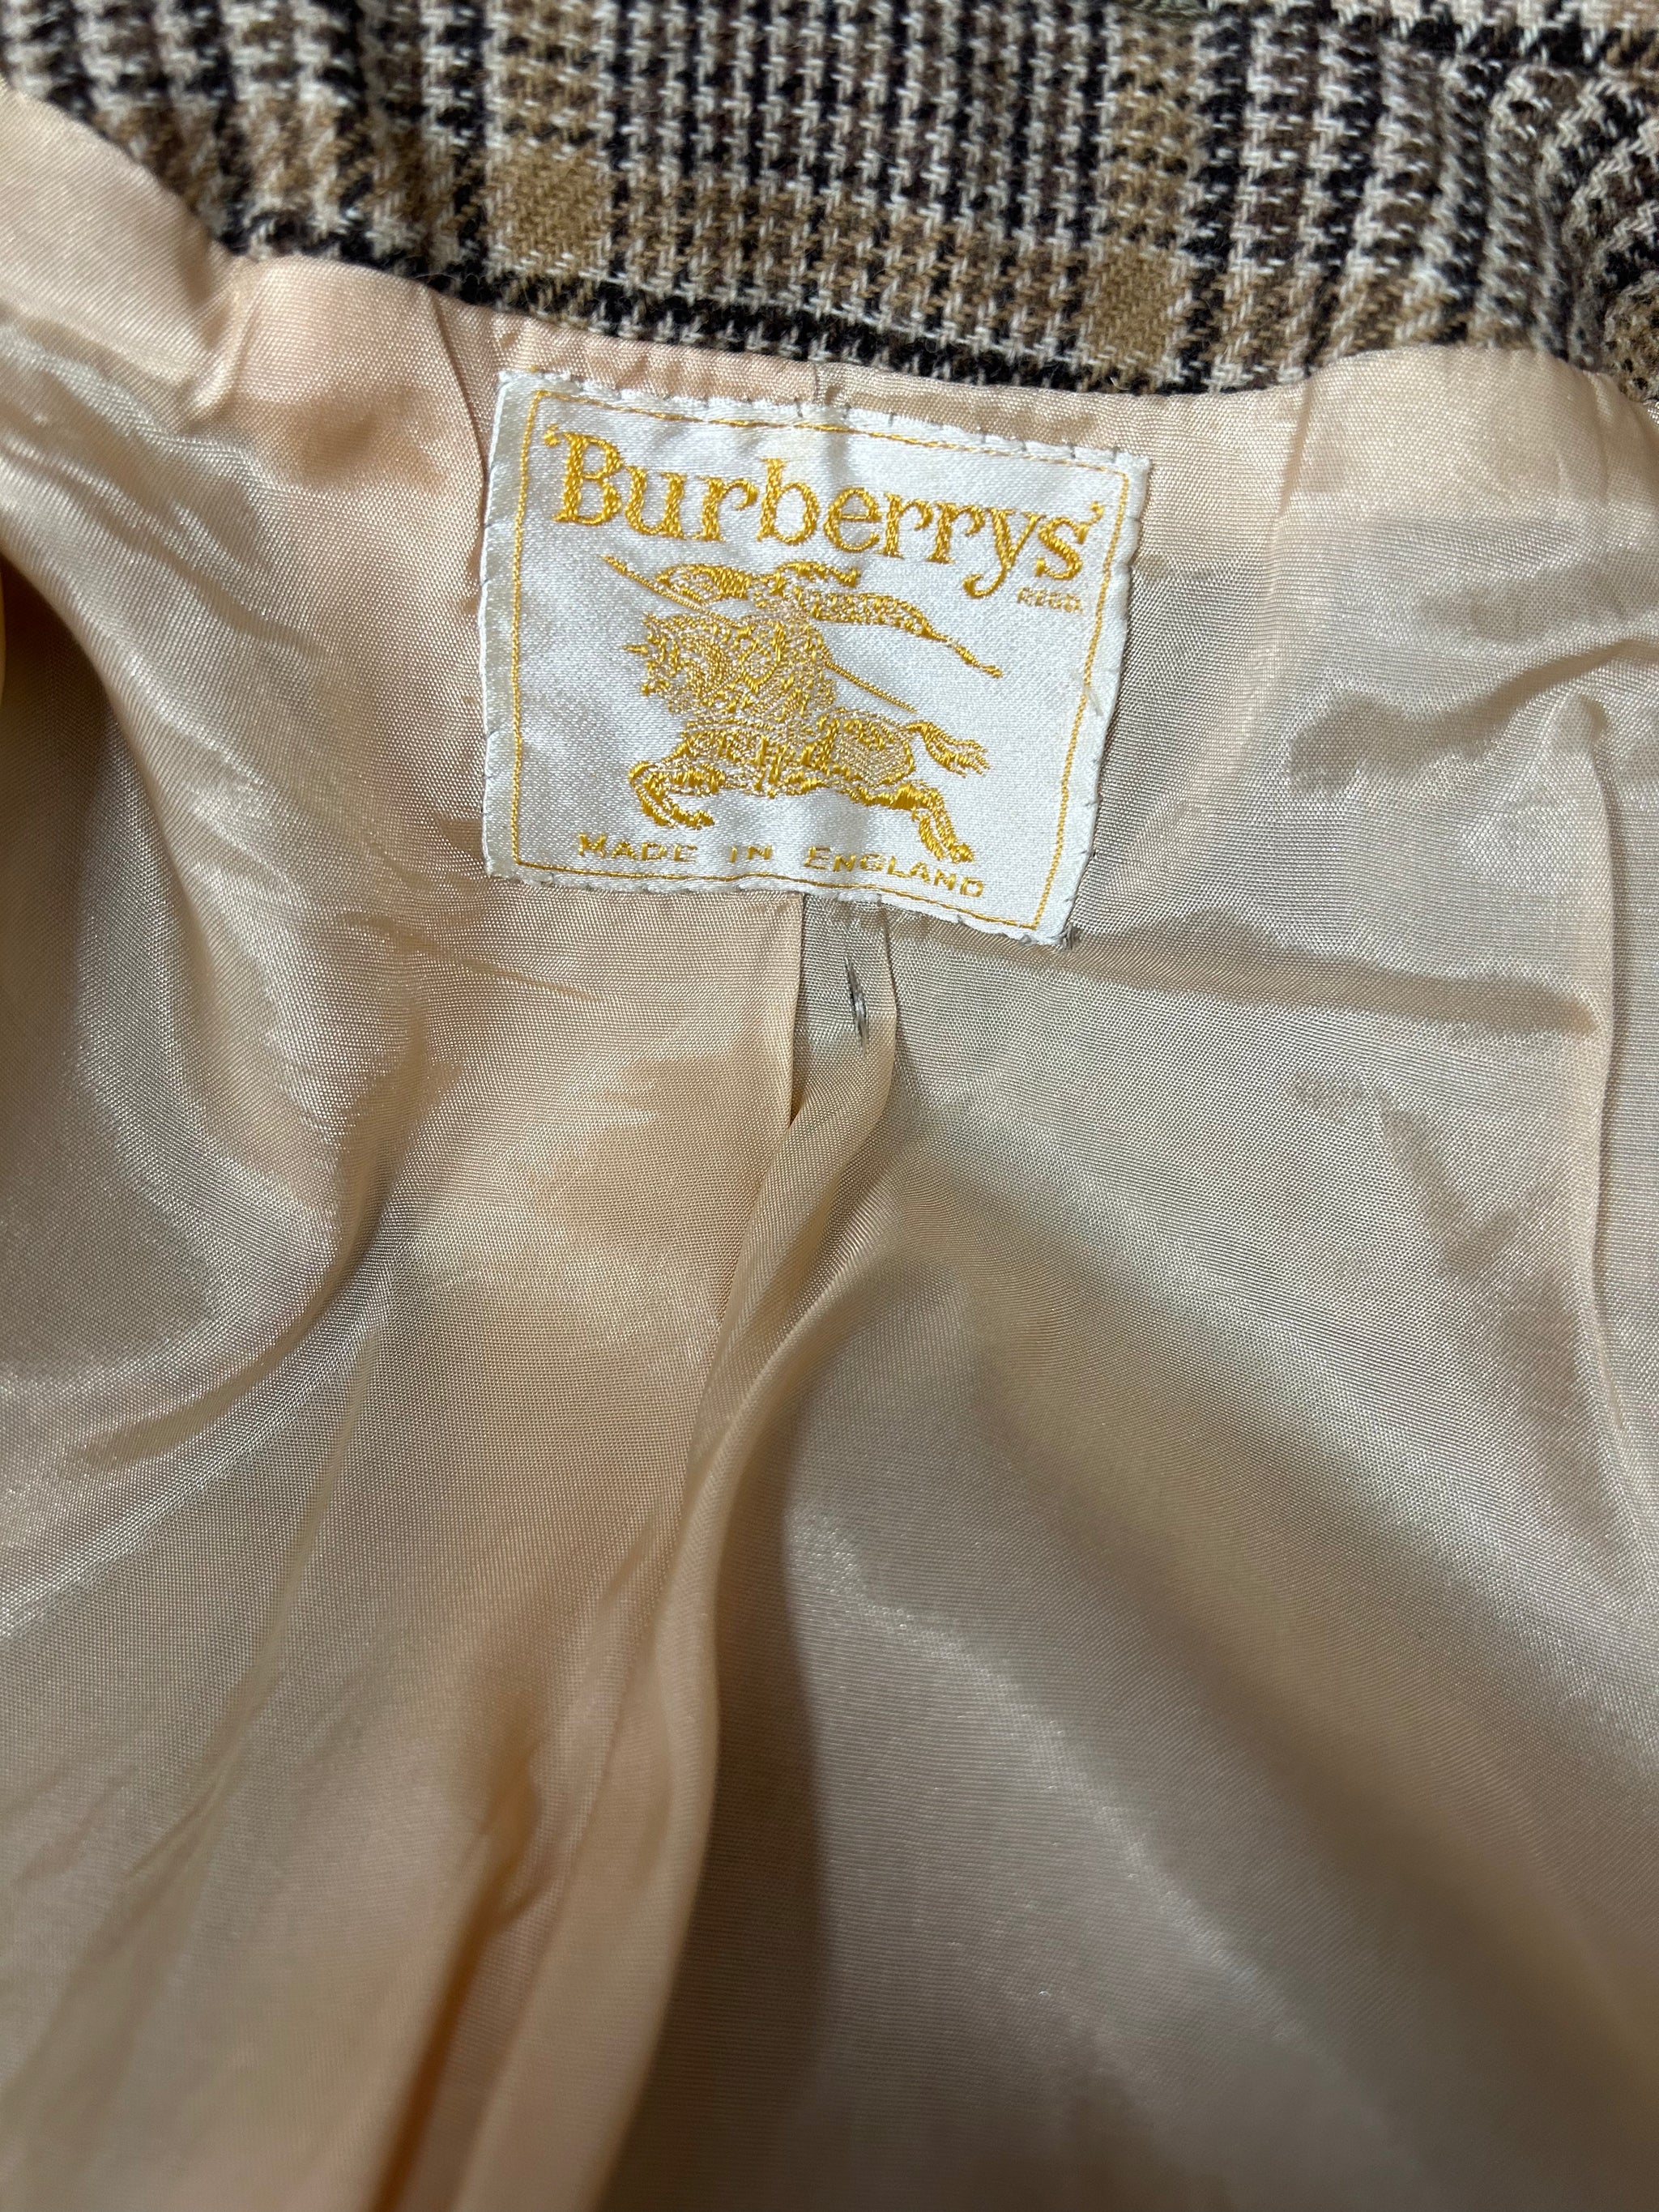 Burberrys'
REGD.
MADE IN ENGLAND